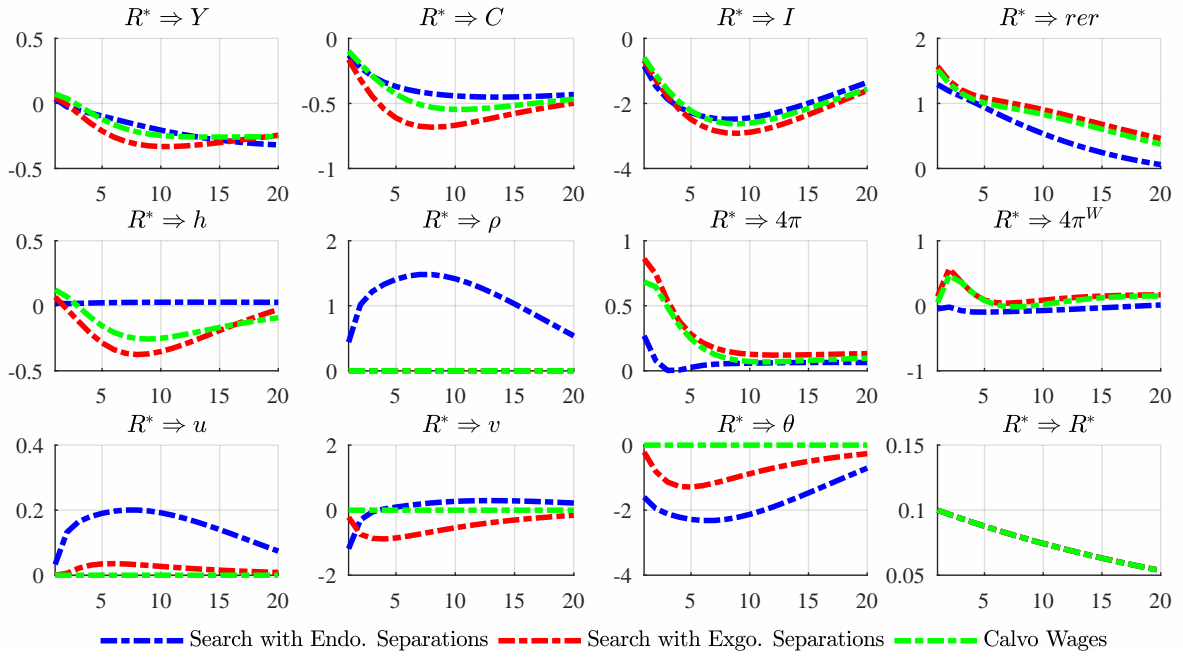 R* ⇒ Y
R* ⇒ C
R* ⇒ I
R* ⇒ rer
0.5
0
-0.5
5 10 15 20
0
-0.5
-1
5 10 15 20
0
-2
-4
5 10 15 20
2
1
0
5 10 15 20
R* ⇒ h
R* ⇒ ρ
R* ⇒ 4π
R* ⇒ 4π^W
0.5
0
-0.5
5 10 15 20
2
1
0
5 10 15 20
1
0.5
0
5 10 15 20
1
0
-1
5 10 15 20
R* ⇒ u
R* ⇒ v
R* ⇒ θ
R* ⇒ R*
0.4
0.2
0
5 10 15 20
2
0
-2
5 10 15 20
0
-2
-4
5 10 15 20
0.15
0.1
0.05
5 10 15 20
Search with Endo. Separations Search with Exgo. Separations Calvo Wages